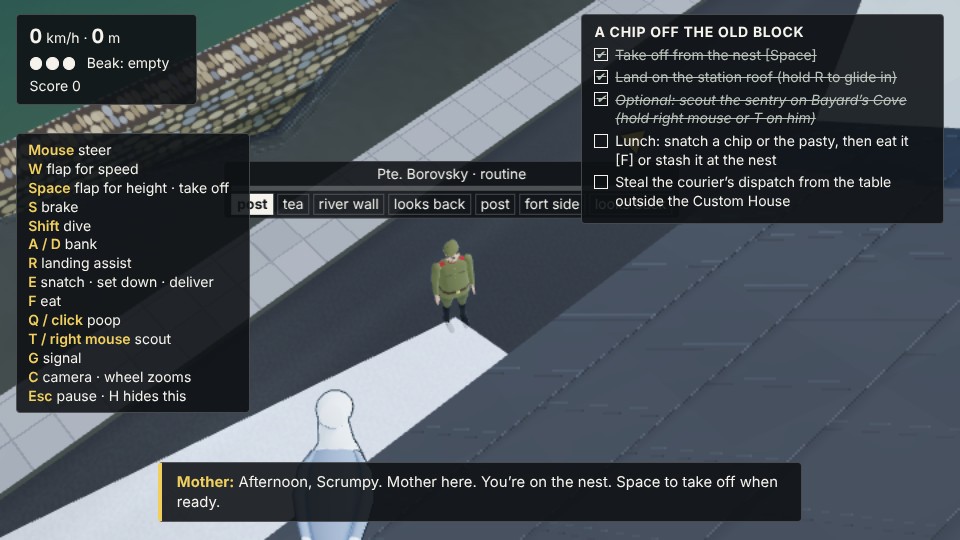 0 km/h · 0 m
Beak: empty
Score 0
A CHIP OFF THE OLD BLOCK
Take off from the nest [Space]
Land on the station roof (hold R to glide in)
Optional: scout the sentry on Bayard's Cove
(hold right mouse or T on him)
Lunch: snatch a chip or the pasty, then eat it
[F] or stash it at the nest
Steal the courier's dispatch from the table
outside the Custom House
Mouse steer
W flap for speed
Space flap for height · take off
S brake
Shift dive
A / D bank
R landing assist
E snatch · set down · deliver
F eat
Q / click poop
T / right mouse scout
G signal
C camera · wheel zooms
Esc pause · H hides this
Pte. Borovsky · routine
post tea river wall looks back post fort side
Mother: Afternoon, Scrumpy. Mother here. You're on the nest. Space to take off when
ready.